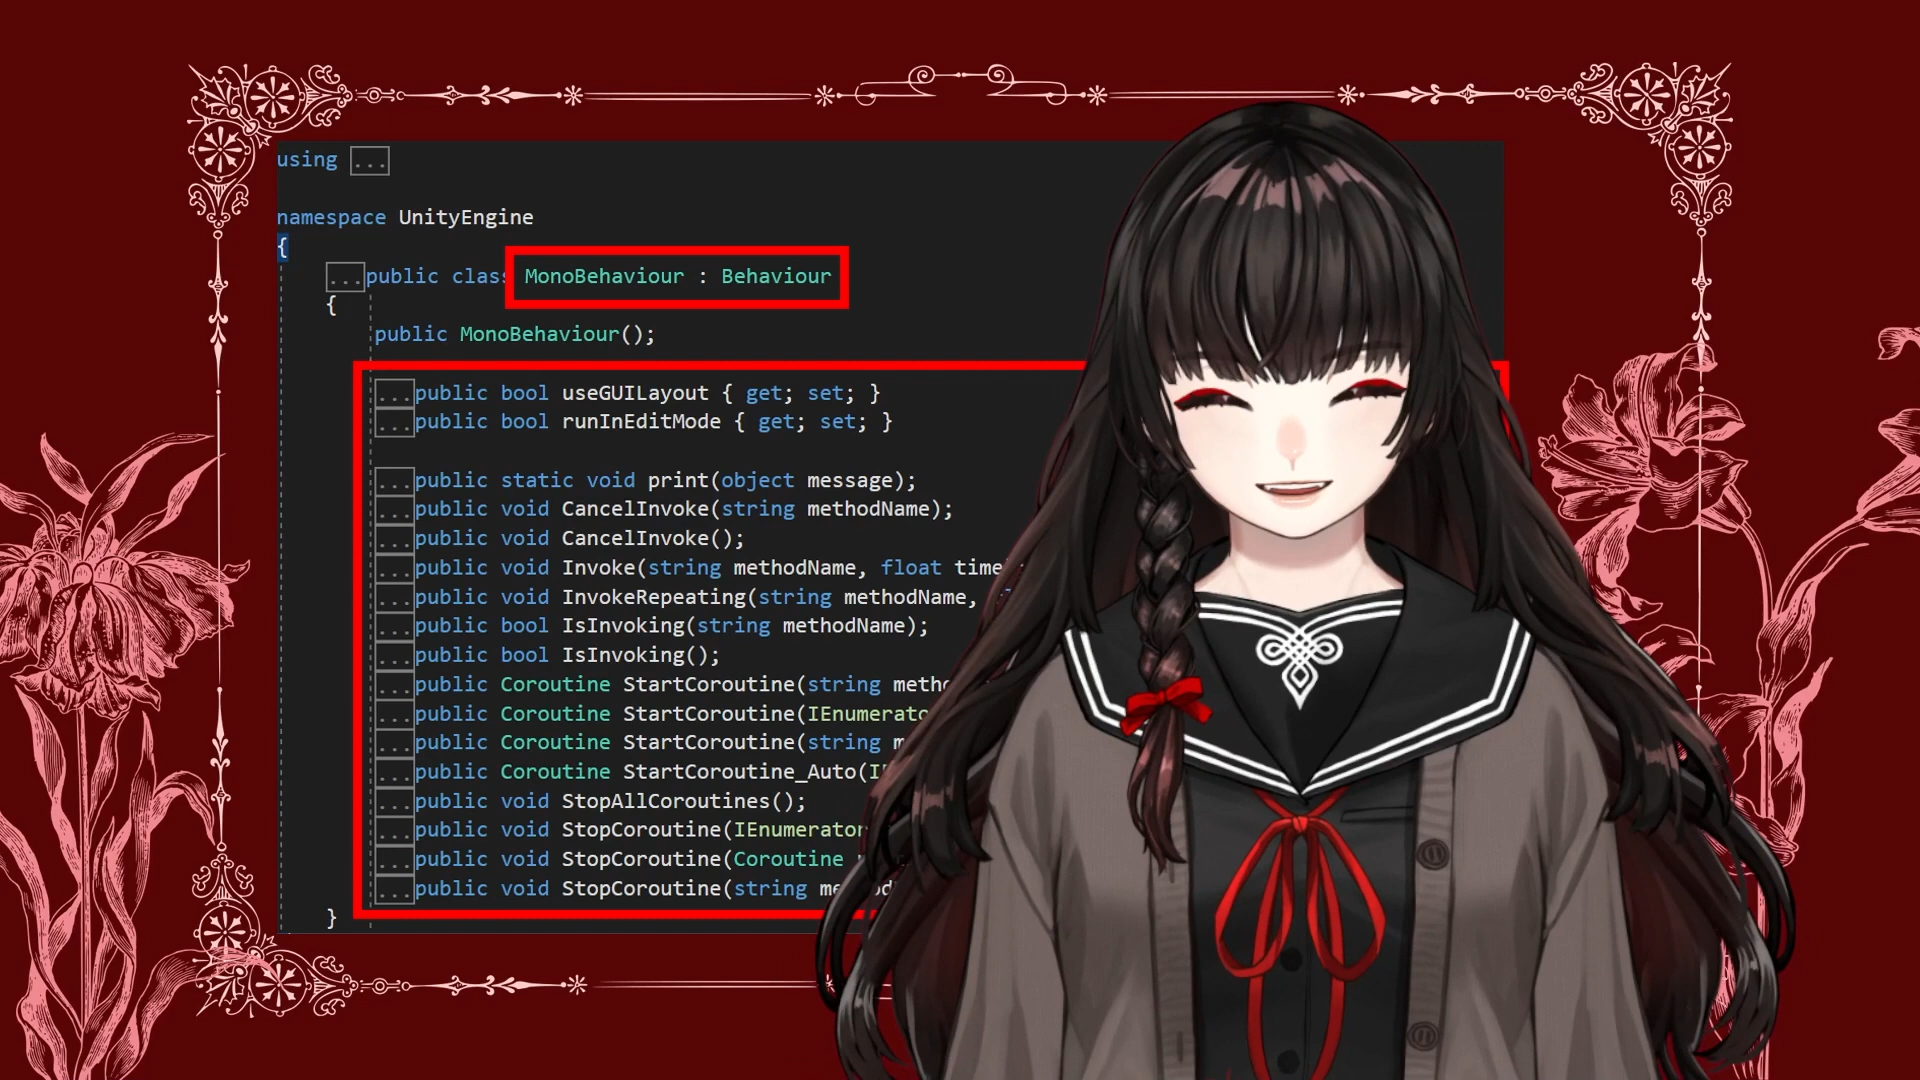 using ...
namespace UnityEngine
{
...public class MonoBehaviour : Behaviour
{
public MonoBehaviour();
...public bool useGUILayout { get; set; }
...public bool runInEditMode { get; set; }
...public static void print(object message);
...public void CancelInvoke(string methodName);
...public void CancelInvoke();
...public void Invoke(string methodName, float time
...public void InvokeRepeating(string methodName,
...public bool IsInvoking(string methodName);
...public bool IsInvoking();
...public Coroutine StartCoroutine(string
...public Coroutine StartCoroutine(
...public Coroutine StartCoroutine(string
...public Coroutine StartCoroutine_Auto(
...public void StopAllCoroutines();
...public void StopCoroutine(IEnumerator
...public void StopCoroutine(Coroutine
...public void StopCoroutine(string
}